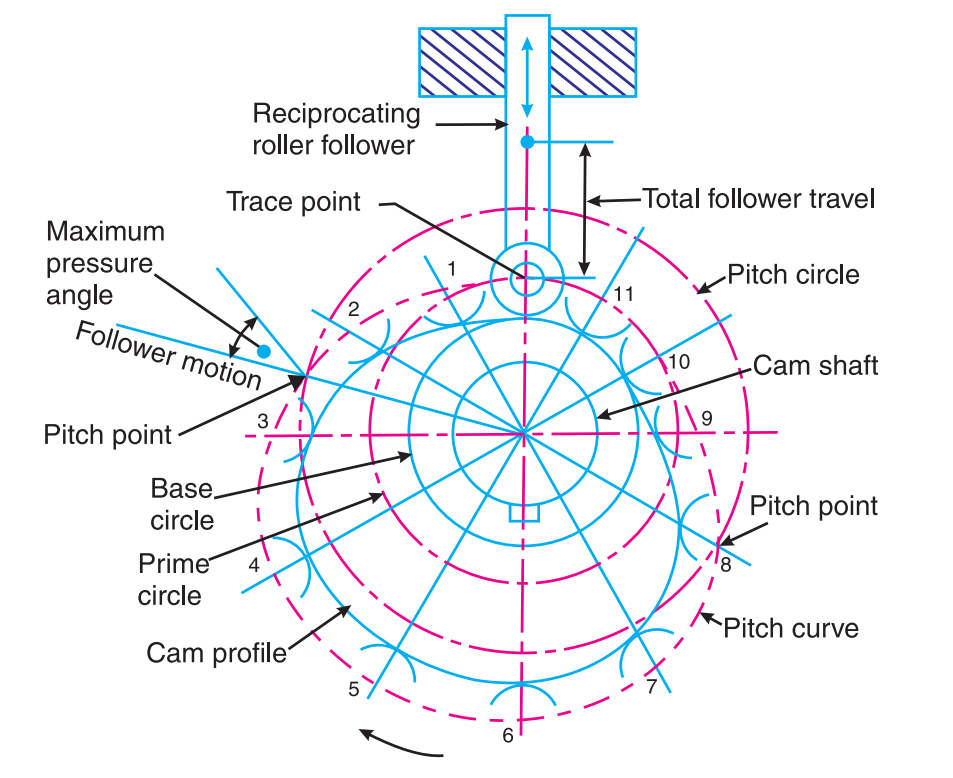 Reciprocating
roller follower
Trace point
Total follower travel
Maximum
pressure
angle
Follower motion
Pitch circle
Cam shaft
Pitch point
Base
circle
Prime
circle
Cam profile
Pitch point
Pitch curve
1
2
3
4
5
6
7
8
9
10
11